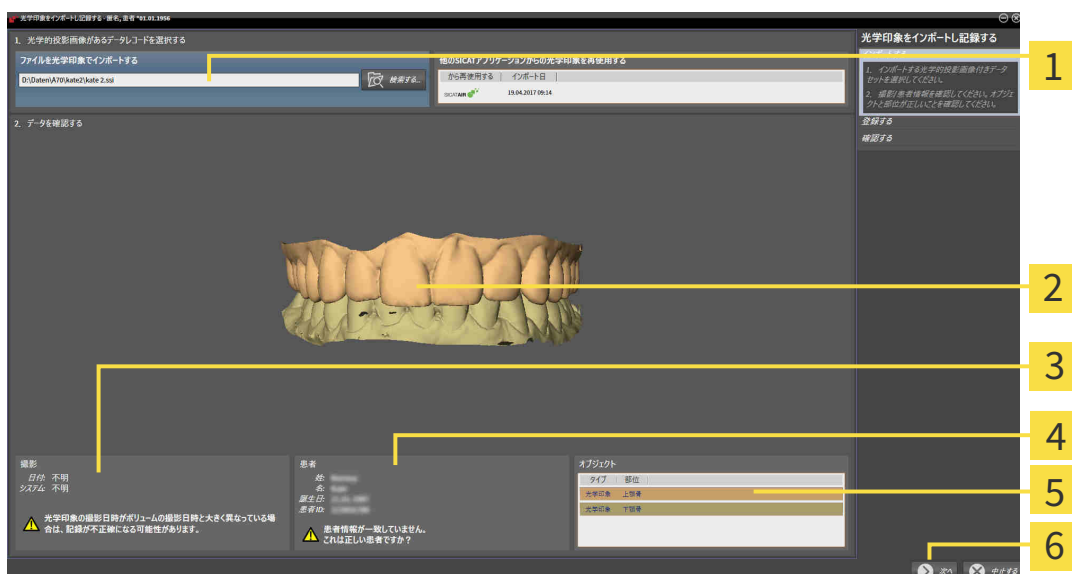 光学印象をインポートし記録する - 匿名, 患者 *01.01.1956
1. 光学的投影画像があるデータレコードを選択する
ファイルを光学印象でインポートする
D:\Daten\A70\kate2\kate 2.ssi
検索する...
他のSICATアプリケーションからの光学印象を再使用する
から再使用する インポート日
SICATAIR 19.04.2017 09:14
光学印象をインポートし記録する
1. インポートする光学的投影画像付きデータ
セットを選択してください。
2. 撮影/患者情報を確認してください。オブジェ
クトと部位が正しいことを確認してください。
登録する
確認する
1
2. データを確認する
2
3
4
5
6
撮影
日付: 不明
システム: 不明
光学印象の撮影日時がボリュームの撮影日時と大きく異なっている場
合は、記録が不正確になる可能性があります。
患者
姓:
名:
誕生日:
患者ID:
患者情報が一致していません。
これは正しい患者ですか？
オブジェクト
タイプ 部位
光学印象 上顎骨
光学印象 下顎骨
次へ
中止する